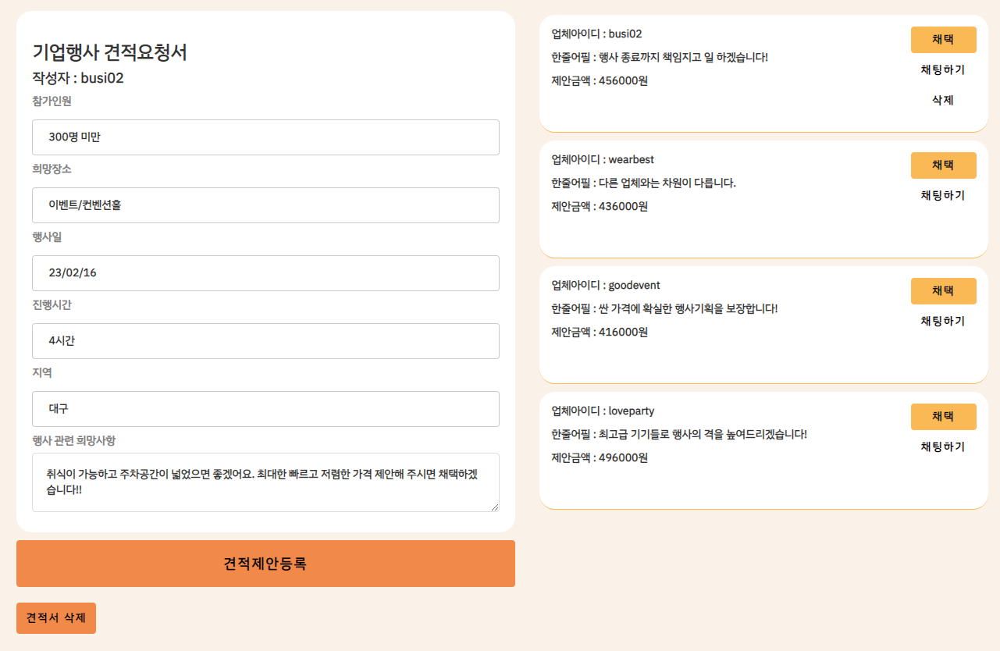 기업행사 견적요청서
작성자 : busi02
참가인원
300명 미만
희망장소
이벤트/컨벤션홀
행사일
23/02/16
진행시간
4시간
지역
대구
행사 관련 희망사항
취식이 가능하고 주차공간이 넓었으면 좋겠어요. 최대한 빠르고 저렴한 가격 제안해 주시면 채택하겠
습니다!!
견적제안등록
견적서 삭제
업체아이디 : busi02
채택
한줄어필 : 행사 종료까지 책임지고 일 하겠습니다!
채팅하기
제안금액 : 456000원
삭제
업체아이디 : wearbest
채택
한줄어필 : 다른 업체와는 차원이 다릅니다.
채팅하기
제안금액 : 436000원
업체아이디 : goodevent
채택
한줄어필 : 싼 가격에 확실한 행사기획을 보장합니다!
채팅하기
제안금액 : 416000원
업체아이디 : loveparty
채택
한줄어필 : 최고급 기기들로 행사의 격을 높여드리겠습니다!
채팅하기
제안금액 : 496000원